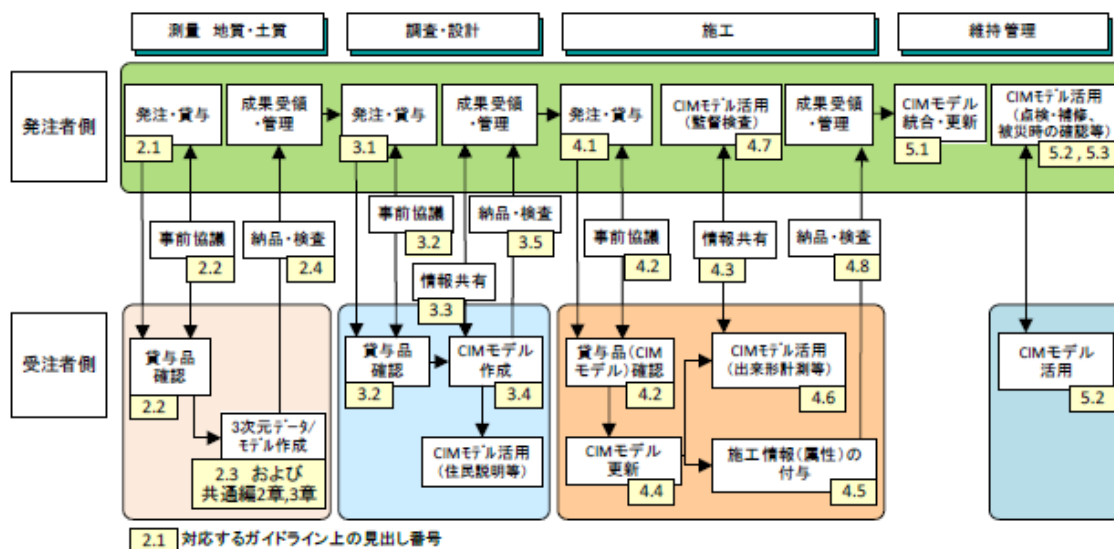 測量 地質・土質
調査・設計
施工
維持管理
発注者側
発注・貸与
2.1
成果受領
・管理
発注・貸与
3.1
成果受領
・管理
発注・貸与
4.1
CIMモデル活用
(監督検査)
4.7
成果受領
・管理
CIMモデル
統合・更新
5.1
CIMモデル活用
(点検・補修、
被災時の確認等)
5.2 , 5.3
事前協議
2.2
納品・検査
2.4
事前協議
3.2
情報共有
3.3
納品・検査
3.5
事前協議
4.2
情報共有
4.3
納品・検査
4.8
受注者側
貸与品
確認
2.2
3次元データ/
モデル作成
2.3 および
共通編2章,3章
貸与品
確認
3.2
CIMモデル
作成
3.4
CIMモデル活用
(住民説明等)
貸与品(CIM
モデル)確認
4.2
CIMモデル
更新
4.4
CIMモデル活用
(出来形計測等)
4.6
施工情報(属性)の
付与
4.5
CIMモデル
活用
5.2
2.1 対応するガイドライン上の見出し番号